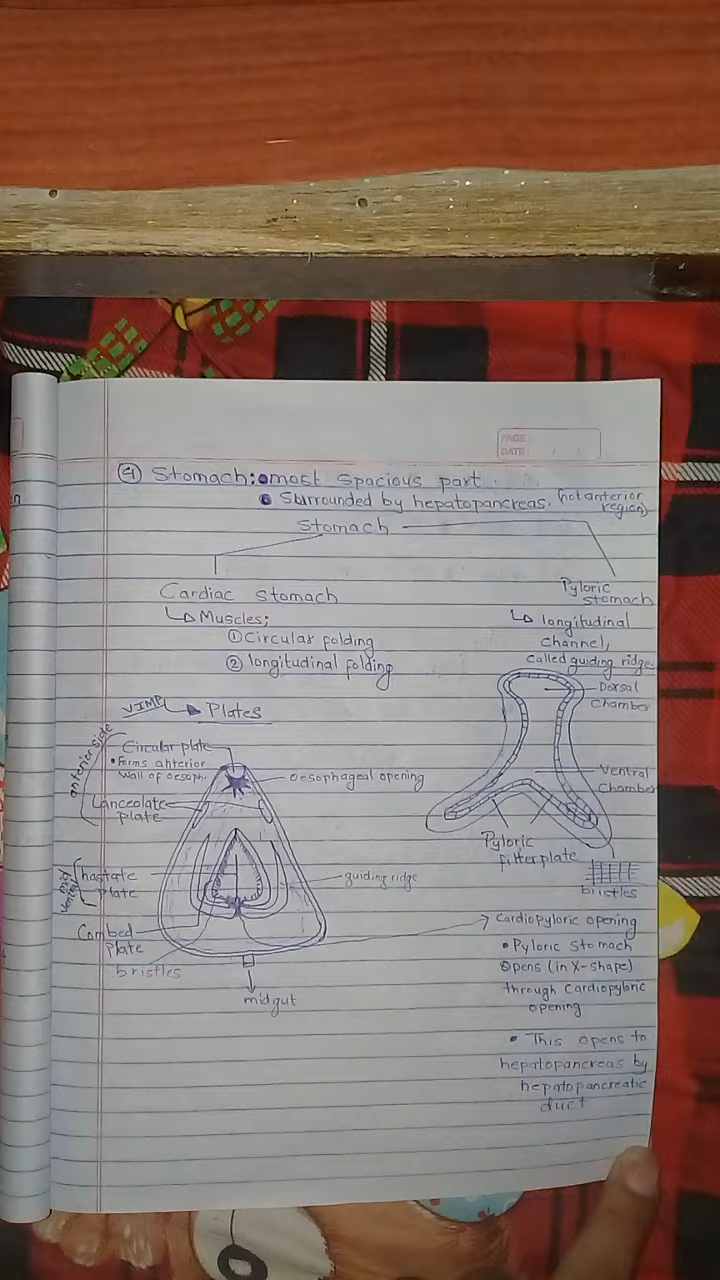 PAGE
DATE: / /
④ Stomach: • most spacious part.
• Surrounded by hepatopancreas. (not anterior
region)
Stomach
Cardiac stomach
Pyloric
stomach
↳ Muscles;
① Circular folding
② longitudinal folding
↳ longitudinal
channel,
called guiding ridge.
VIMP ↳ Plates
anterior side
Circular plate
• Forms anterior
wall of oesoph.
oesophageal opening
Lanceolate
plate
hastate
plate
guiding ridge
Combed
Plate
bristles
midgut
Dorsal
Chamber
Ventral
Chamber
Pyloric
filterplate
bristles
Cardiopyloric opening
• Pyloric Stomach
Opens (in X-shape)
through Cardiopyloric
opening
• This opens to
hepatopancreas by
hepatopancreatic
duct
n